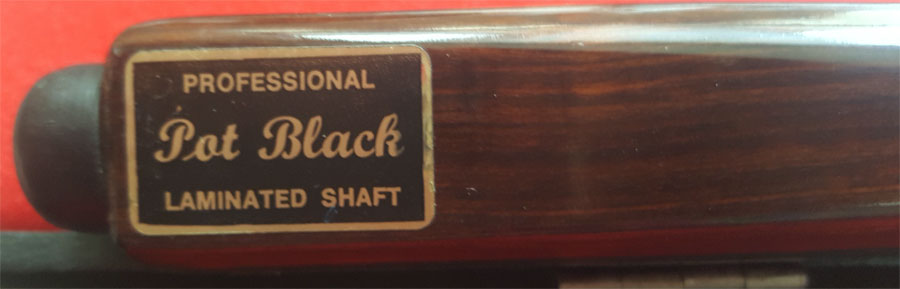 PROFESSIONAL
Pot Black
LAMINATED SHAFT